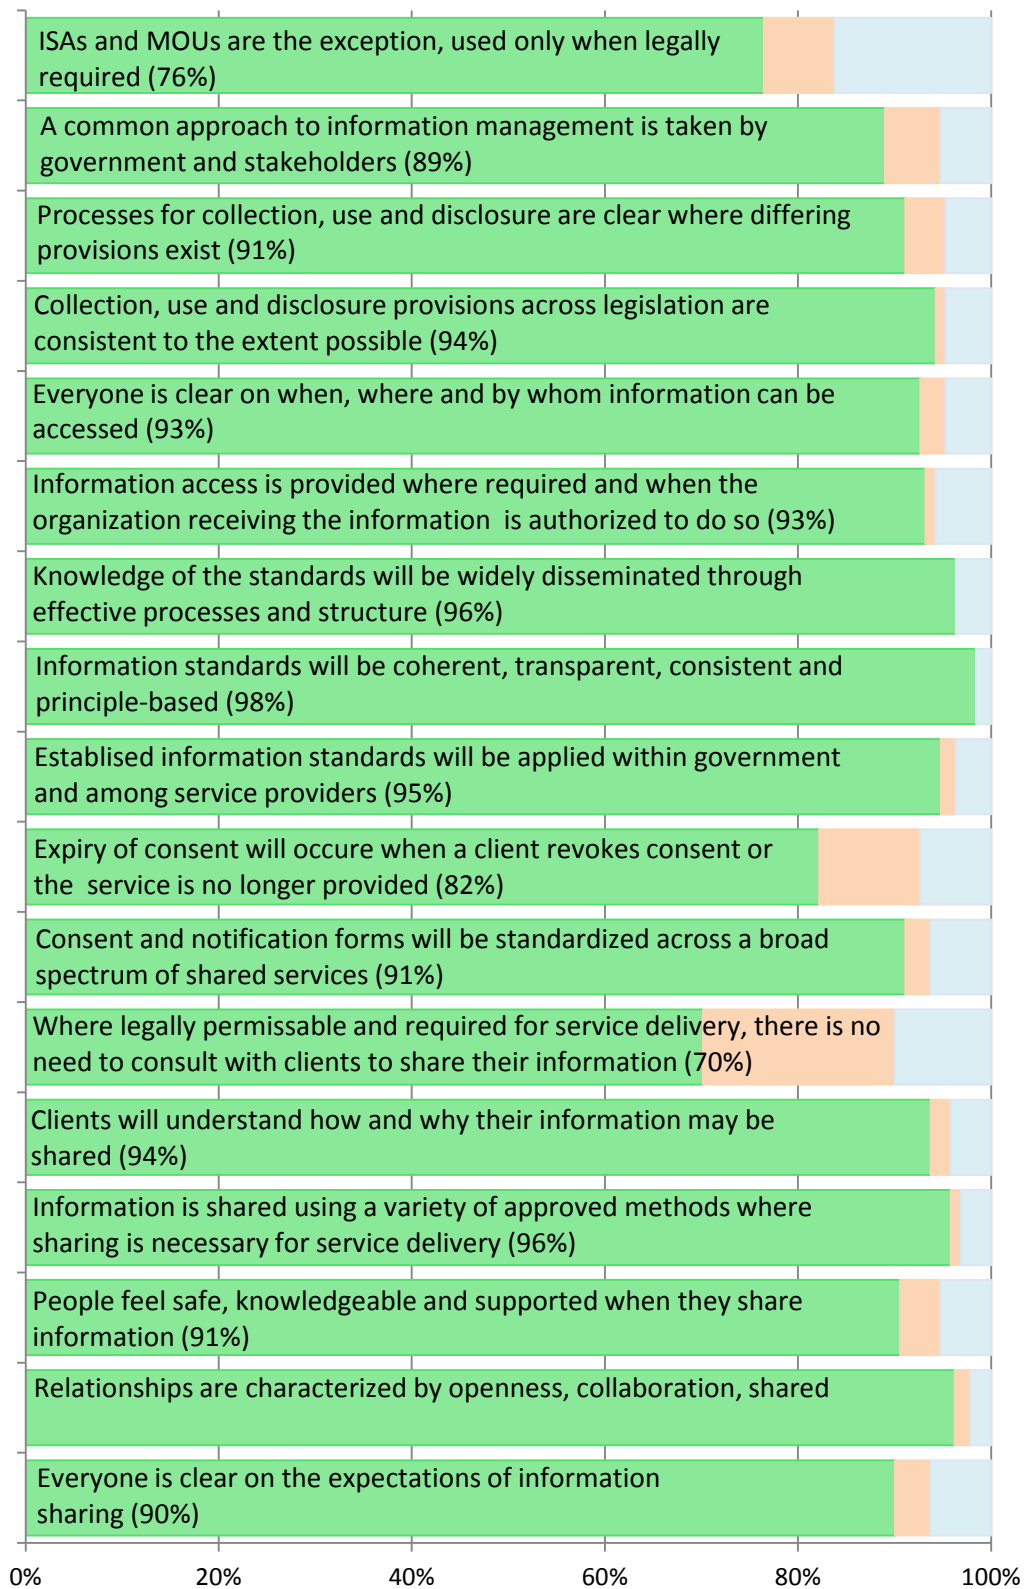 ISAs and MOUs are the exception, used only when legally
required (76%)
A common approach to information management is taken by
government and stakeholders (89%)
Processes for collection, use and disclosure are clear where differing
provisions exist (91%)
Collection, use and disclosure provisions across legislation are
consistent to the extent possible (94%)
Everyone is clear on when, where and by whom information can be
accessed (93%)
Information access is provided where required and when the
organization receiving the information  is authorized to do so (93%)
Knowledge of the standards will be widely disseminated through
effective processes and structure (96%)
Information standards will be coherent, transparent, consistent and
principle-based (98%)
Establised information standards will be applied within government
and among service providers (95%)
Expiry of consent will occure when a client revokes consent or
the  service is no longer provided (82%)
Consent and notification forms will be standardized across a broad
spectrum of shared services (91%)
Where legally permissable and required for service delivery, there is no
need to consult with clients to share their information (70%)
Clients will understand how and why their information may be
shared (94%)
Information is shared using a variety of approved methods where
sharing is necessary for service delivery (96%)
People feel safe, knowledgeable and supported when they share
information (91%)
Relationships are characterized by openness, collaboration, shared
Everyone is clear on the expectations of information
sharing (90%)
0% 20% 40% 60% 80% 100%